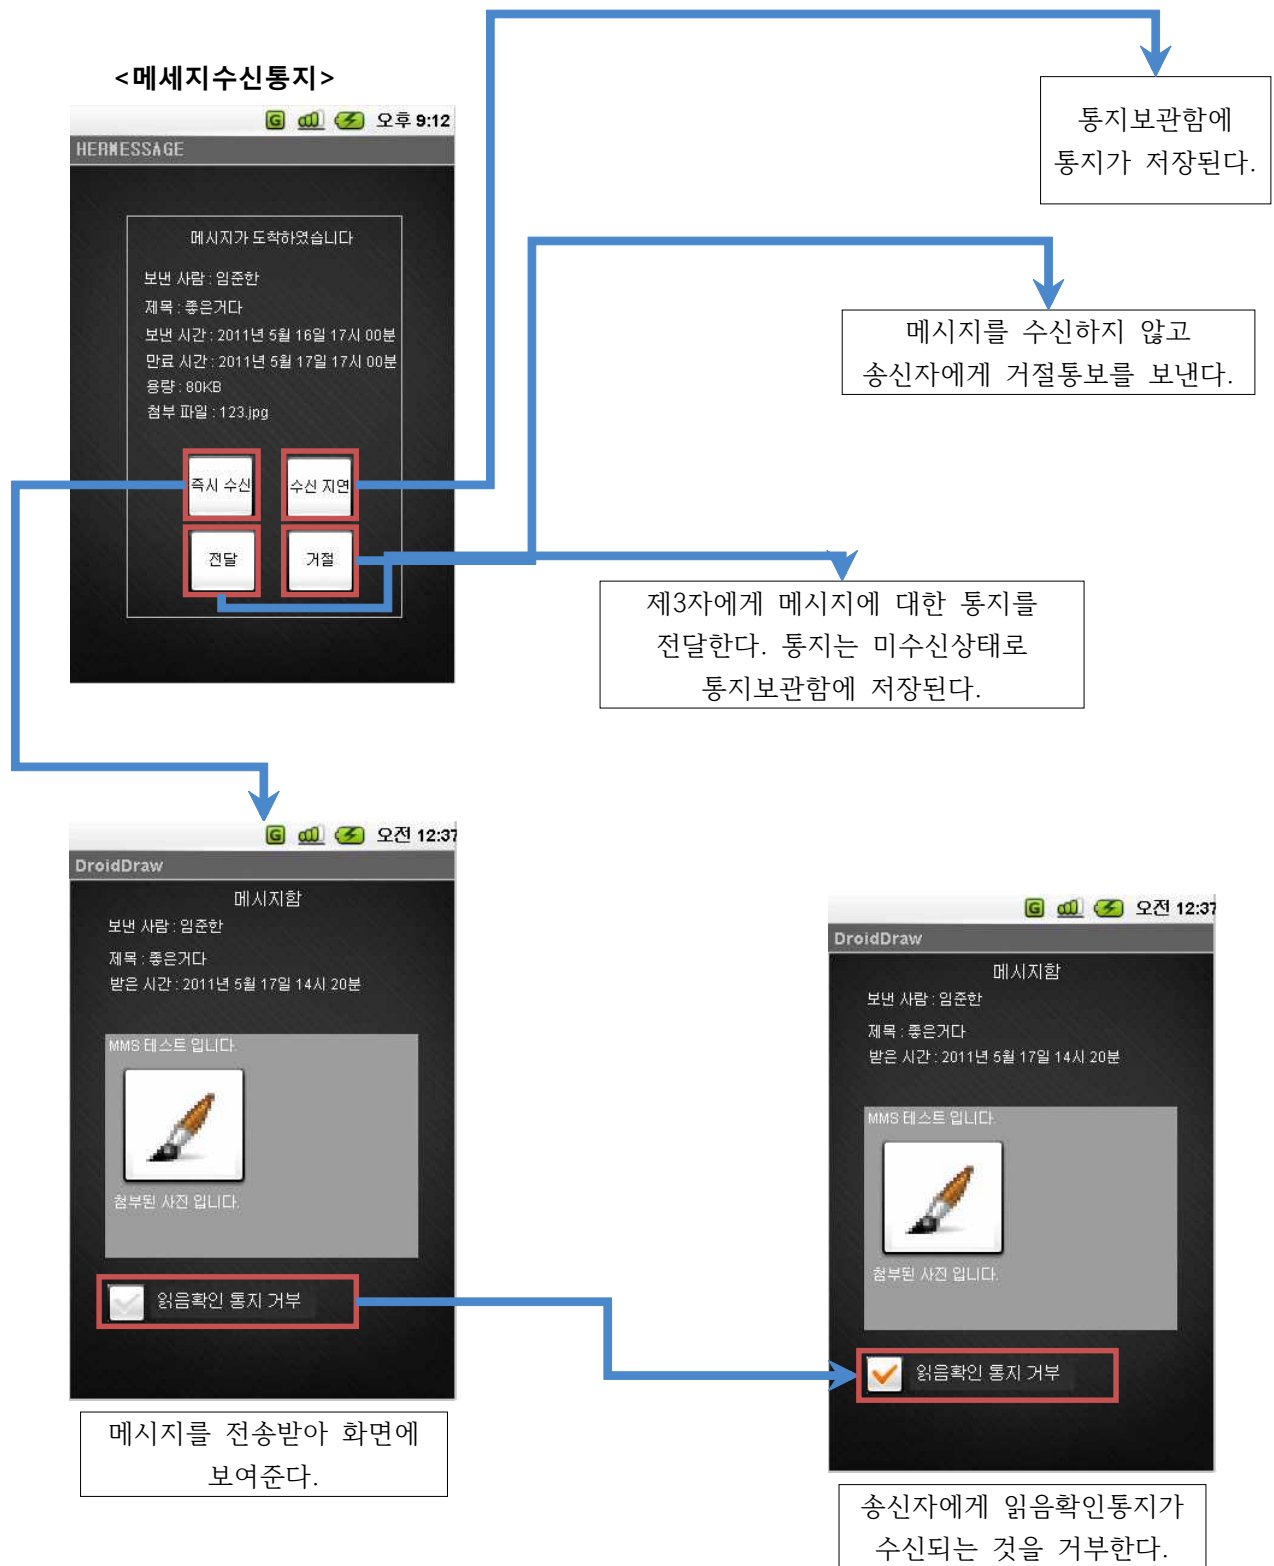 <메세지수신통지>
오후 9:12
HERMESSAGE
메시지가 도착하였습니다
보낸 사람 : 임준한
제목 : 좋은거다
보낸 시간 : 2011년 5월 16일 17시 00분
만료 시간 : 2011년 5월 17일 17시 00분
용량 : 80KB
첨부 파일 : 123.jpg
즉시 수신
수신 지연
전달
거절
통지보관함에
통지가 저장된다.
메시지를 수신하지 않고
송신자에게 거절통보를 보낸다.
제3자에게 메시지에 대한 통지를
전달한다. 통지는 미수신상태로
통지보관함에 저장된다.
오전 12:37
DroidDraw
메시지함
보낸 사람 : 임준한
제목 : 좋은거다
받은 시간 : 2011년 5월 17일 14시 20분
MMS 테스트 입니다.
첨부된 사진 입니다.
읽음확인 통지 거부
메시지를 전송받아 화면에
보여준다.
오전 12:37
DroidDraw
메시지함
보낸 사람 : 임준한
제목 : 좋은거다
받은 시간 : 2011년 5월 17일 14시 20분
MMS 테스트 입니다.
첨부된 사진 입니다.
읽음확인 통지 거부
송신자에게 읽음확인통지가
수신되는 것을 거부한다.